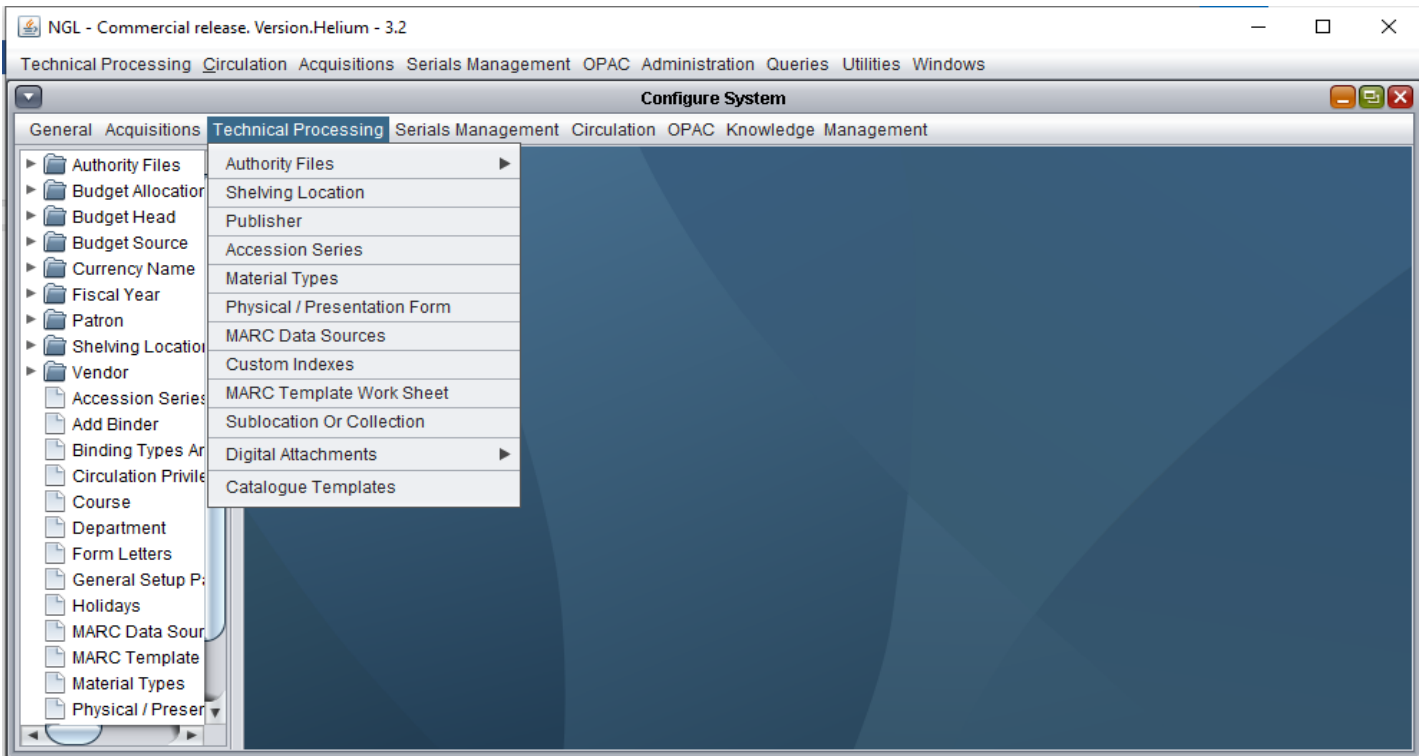 NGL - Commercial release. Version.Helium - 3.2
Technical Processing Circulation Acquisitions Serials Management OPAC Administration Queries Utilities Windows
Configure System
General Acquisitions Technical Processing Serials Management Circulation OPAC Knowledge Management
Authority Files
Budget Allocation
Budget Head
Budget Source
Currency Name
Fiscal Year
Patron
Shelving Location
Vendor
Accession Series
Add Binder
Binding Types Ar
Circulation Privile
Course
Department
Form Letters
General Setup Pa
Holidays
MARC Data Sour
MARC Template
Material Types
Physical / Preser
Authority Files
Shelving Location
Publisher
Accession Series
Material Types
Physical / Presentation Form
MARC Data Sources
Custom Indexes
MARC Template Work Sheet
Sublocation Or Collection
Digital Attachments
Catalogue Templates